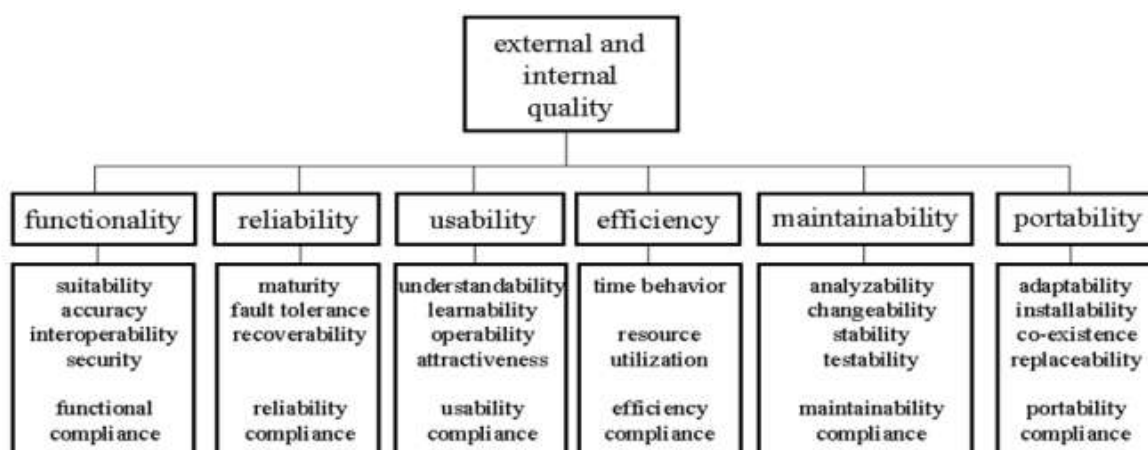 external and
internal
quality
functionality
reliability
usability
efficiency
maintainability
portability
suitability
accuracy
interoperability
security
functional
compliance
maturity
fault tolerance
recoverability
reliability
compliance
understandability
learnability
operability
attractiveness
usability
compliance
time behavior
resource
utilization
efficiency
compliance
analyzability
changeability
stability
testability
maintainability
compliance
adaptability
installability
co-existence
replaceability
portability
compliance